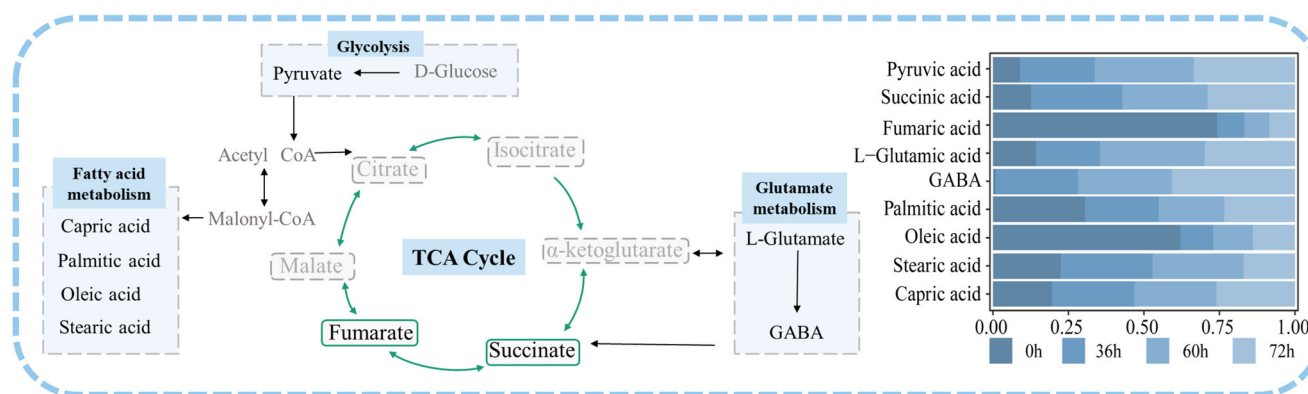 Glycolysis
Pyruvate
D-Glucose
Acetyl CoA
Citrate
Isocitrate
Fatty acid
metabolism
Capric acid
Palmitic acid
Oleic acid
Stearic acid
Malonyl-CoA
Malate
TCA Cycle
α-ketoglutarate
Fumarate
Succinate
Glutamate
metabolism
L-Glutamate
GABA
Pyruvic acid
Succinic acid
Fumaric acid
L-Glutamic acid
GABA
Palmitic acid
Oleic acid
Stearic acid
Capric acid
0.00 0.25 0.50 0.75 1.00
0h 36h 60h 72h